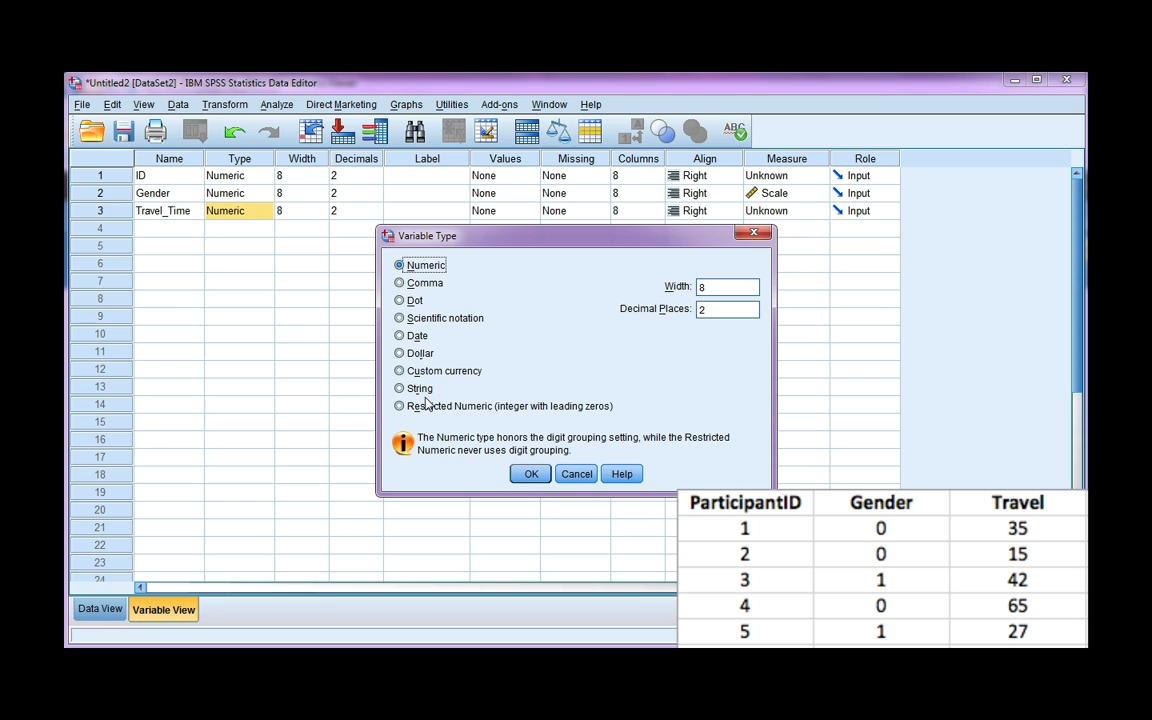 *Untitled2 [DataSet2] - IBM SPSS Statistics Data Editor
File Edit View Data Transform Analyze Direct Marketing Graphs Utilities Add-ons Window Help
Name Type Width Decimals Label Values Missing Columns Align Measure Role
1 ID Numeric 8 2 None None 8 Right Unknown Input
2 Gender Numeric 8 2 None None 8 Right Scale Input
3 Travel_Time Numeric 8 2 None None 8 Right Unknown Input
4
5
6
7
8
9
10
11
12
13
14
15
16
17
18
19
20
21
22
23
24
Variable Type
Numeric
Comma
Dot
Scientific notation
Date
Dollar
Custom currency
String
Restricted Numeric (integer with leading zeros)
Width: 8
Decimal Places: 2
The Numeric type honors the digit grouping setting, while the Restricted
Numeric never uses digit grouping.
OK Cancel Help
ParticipantID Gender Travel
1 0 35
2 0 15
3 1 42
4 0 65
5 1 27
Data View Variable View
ABC